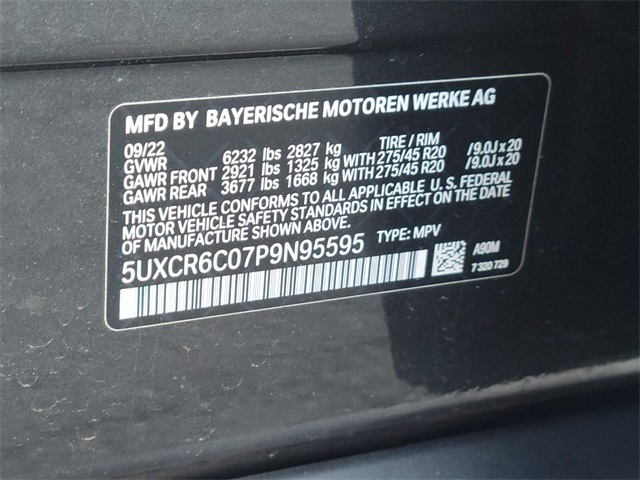 MFD BY BAYERISCHE MOTOREN WERKE AG
09/22 TIRE / RIM
GVWR 6232 lbs 2827 kg
GAWR FRONT 2921 lbs 1325 kg WITH 275/45 R20 /9.0J x 20
GAWR REAR 3677 lbs 1668 kg WITH 275/45 R20 /9.0J x 20
THIS VEHICLE CONFORMS TO ALL APPLICABLE U. S. FEDERAL
MOTOR VEHICLE SAFETY STANDARDS IN EFFECT ON THE DATE
OF MANUFACTURE SHOWN ABOVE.
5UXCR6C07P9N95595 TYPE: MPV
A90M
7 320 729